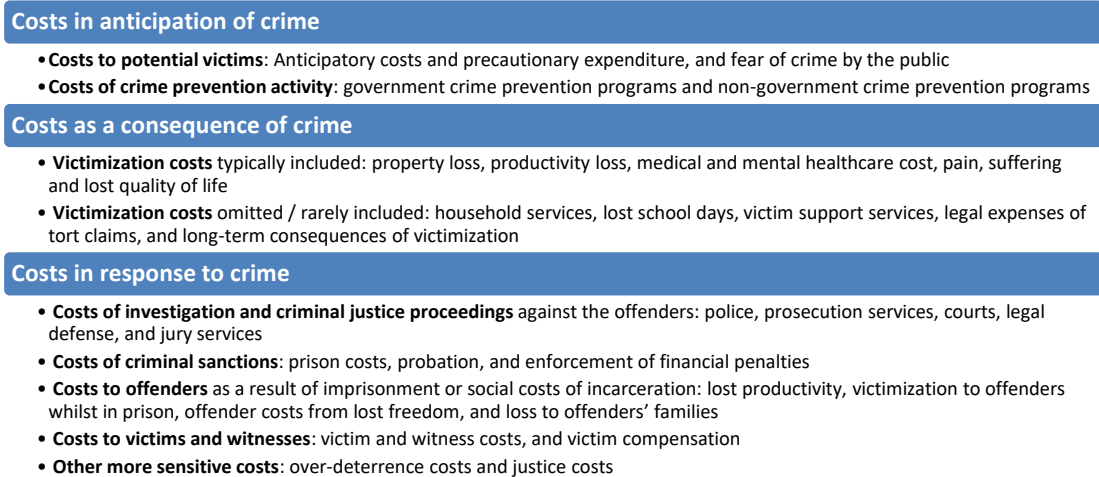 Costs in anticipation of crime
•Costs to potential victims: Anticipatory costs and precautionary expenditure, and fear of crime by the public
•Costs of crime prevention activity: government crime prevention programs and non-government crime prevention programs
Costs as a consequence of crime
• Victimization costs typically included: property loss, productivity loss, medical and mental healthcare cost, pain, suffering
and lost quality of life
• Victimization costs omitted / rarely included: household services, lost school days, victim support services, legal expenses of
tort claims, and long-term consequences of victimization
Costs in response to crime
• Costs of investigation and criminal justice proceedings against the offenders: police, prosecution services, courts, legal
defense, and jury services
• Costs of criminal sanctions: prison costs, probation, and enforcement of financial penalties
• Costs to offenders as a result of imprisonment or social costs of incarceration: lost productivity, victimization to offenders
whilst in prison, offender costs from lost freedom, and loss to offenders’ families
• Costs to victims and witnesses: victim and witness costs, and victim compensation
• Other more sensitive costs: over-deterrence costs and justice costs